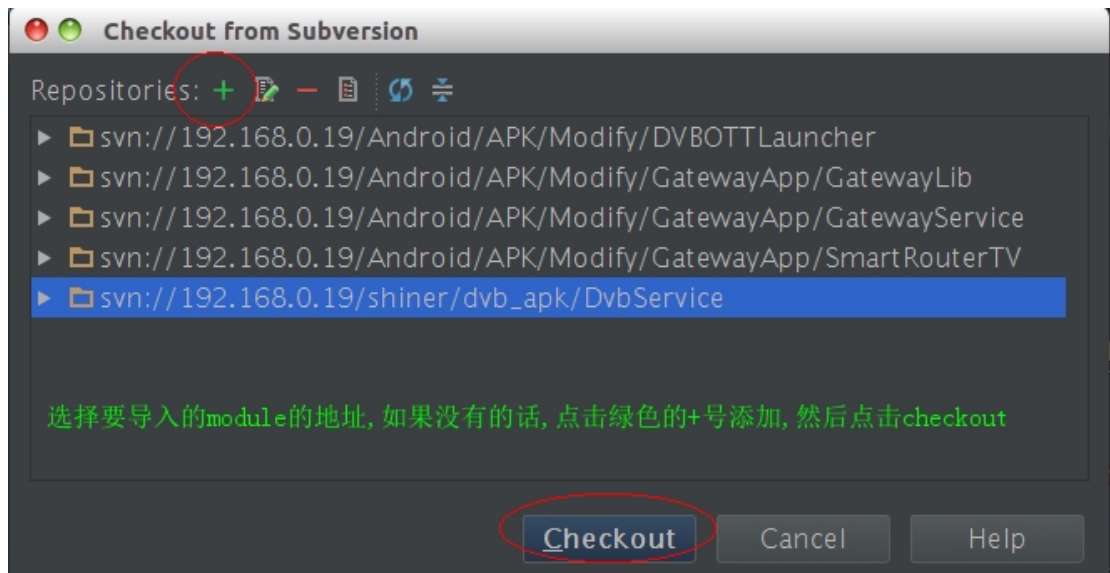 Checkout from Subversion
Repositories:
svn://192.168.0.19/Android/APK/Modify/DVBOTTLauncher
svn://192.168.0.19/Android/APK/Modify/GatewayApp/GatewayLib
svn://192.168.0.19/Android/APK/Modify/GatewayApp/GatewayService
svn://192.168.0.19/Android/APK/Modify/GatewayApp/SmartRouterTV
svn://192.168.0.19/shiner/dvb_apk/DvbService
选择要导入的module的地址,如果没有的话,点击绿色的+号添加,然后点击checkout
Checkout Cancel Help